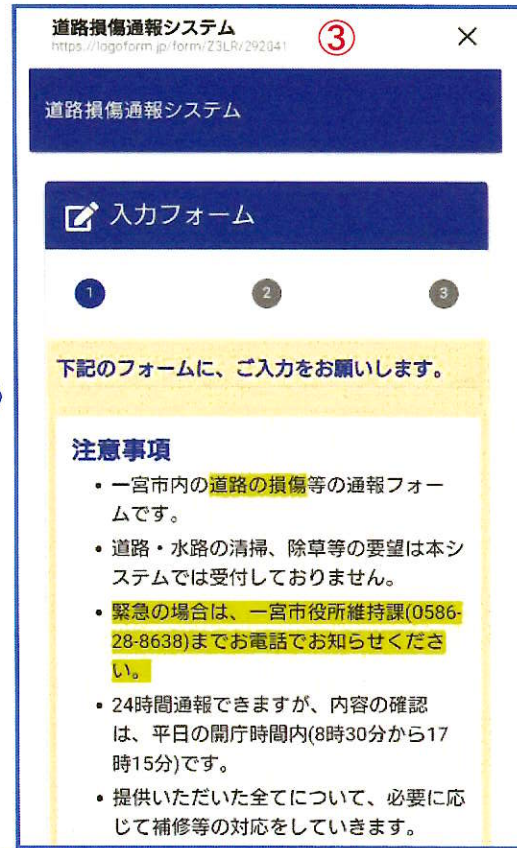 道路損傷通報システム
https://logoform.jp/form/Z3LR/292041
③
×
道路損傷通報システム
入力フォーム
1
2
3
下記のフォームに、ご入力をお願いします。
注意事項
• 一宮市内の道路の損傷等の通報フォー
ムです。
• 道路・水路の清掃、除草等の要望は本シ
ステムでは受付しておりません。
• 緊急の場合は、一宮市役所維持課(0586-
28-8638)までお電話でお知らせくださ
い。
• 24時間通報できますが、内容の確認
は、平日の開庁時間内(8時30分から17
時15分)です。
• 提供いただいた全てについて、必要に応
じて補修等の対応をしていきます。